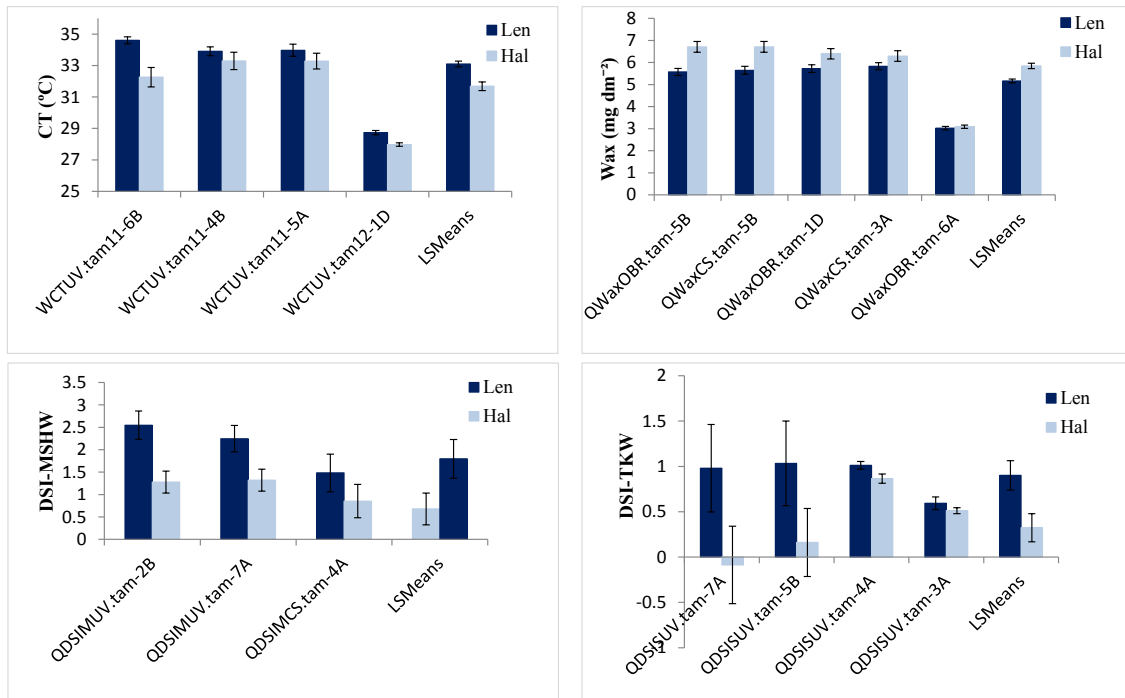 35
33
31
29
27
25
CT (ºC)
Len
Hal
WCTUV.tam11-6B
WCTUV.tam11-4B
WCTUV.tam11-5A
WCTUV.tam12-1D
LSMeans
8
7
6
5
4
3
2
1
0
Wax (mg dm⁻²)
Len
Hal
QWaxOBR.tam-5B
QWaxCS.tam-5B
QWaxOBR.tam-1D
QWaxCS.tam-3A
QWaxOBR.tam-6A
LSMeans
3.5
3
2.5
2
1.5
1
0.5
0
DSI-MSHW
Len
Hal
QDSIMUV.tam-2B
QDSIMUV.tam-7A
QDSIMCS.tam-4A
LSMeans
2
1.5
1
0.5
0
-0.5
-1
DSI-TKW
Len
Hal
QDSISUV.tam-7A
QDSISUV.tam-5B
QDSISUV.tam-4A
QDSISUV.tam-3A
LSMeans